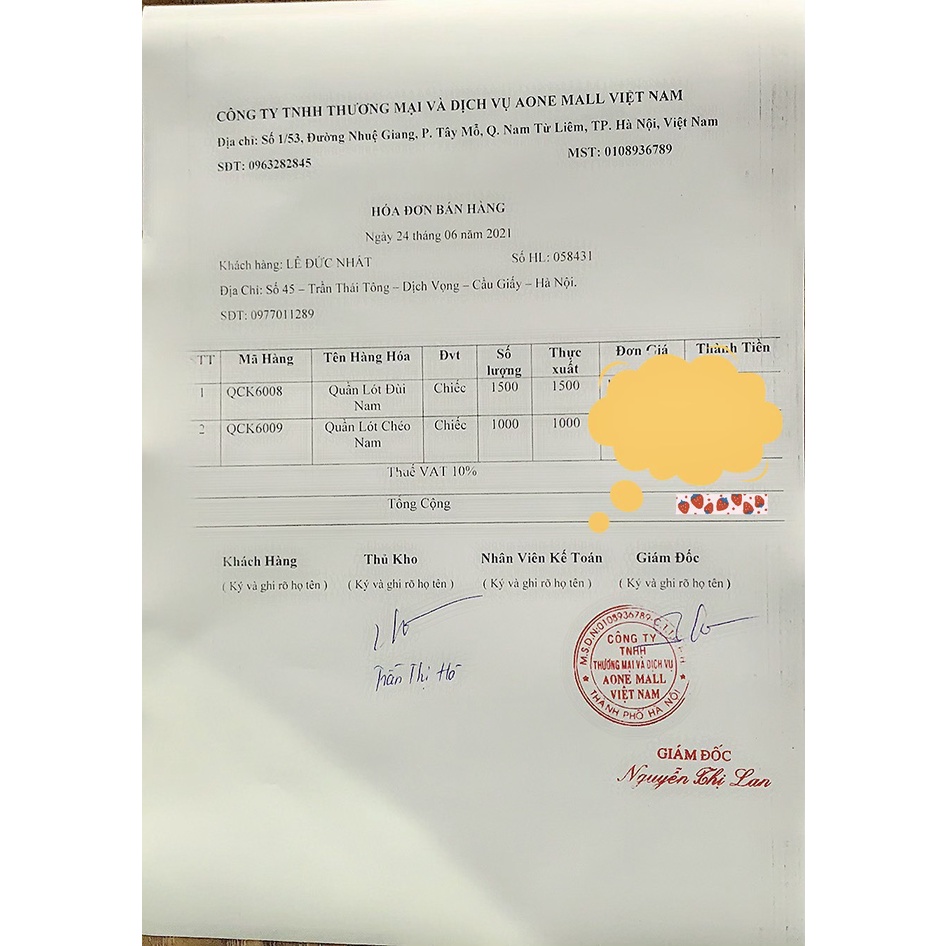 CÔNG TY TNHH THƯƠNG MẠI VÀ DỊCH VỤ AONE MALL VIỆT NAM
Địa chỉ: Số 1/53, Đường Nhuệ Giang, P. Tây Mỗ, Q. Nam Từ Liêm, TP. Hà Nội, Việt Nam
SĐT: 0963282845 MST: 0108936789
HÓA ĐƠN BÁN HÀNG
Ngày 24 tháng 06 năm 2021
Khách hàng: LÊ ĐỨC NHÁT Số HL: 058431
Địa Chỉ: Số 45 – Trần Thái Tông – Dịch Vọng – Cầu Giấy – Hà Nội.
SĐT: 0977011289
TT Mã Hàng Tên Hàng Hóa Đvt Số lượng Thực xuất Đơn Giá Thành Tiền
1 QCK6008 Quần Lót Đùi Nam Chiếc 1500 1500
2 QCK6009 Quần Lót Chéo Nam Chiếc 1000 1000
Thuế VAT 10%
Tổng Cộng
Khách Hàng Thủ Kho Nhân Viên Kế Toán Giám Đốc
( Ký và ghi rõ họ tên ) ( Ký và ghi rõ họ tên ) ( Ký và ghi rõ họ tên ) ( Ký và ghi rõ họ tên )
Trần Thị Hò
M.S.D.N:0108936789-C.T.T.N.H.H
CÔNG TY
TNHH
THƯƠNG MẠI VÀ DỊCH VỤ
AONE MALL
VIỆT NAM
THÀNH PHỐ HÀ NỘI
GIÁM ĐỐC
Nguyễn Thị Lan